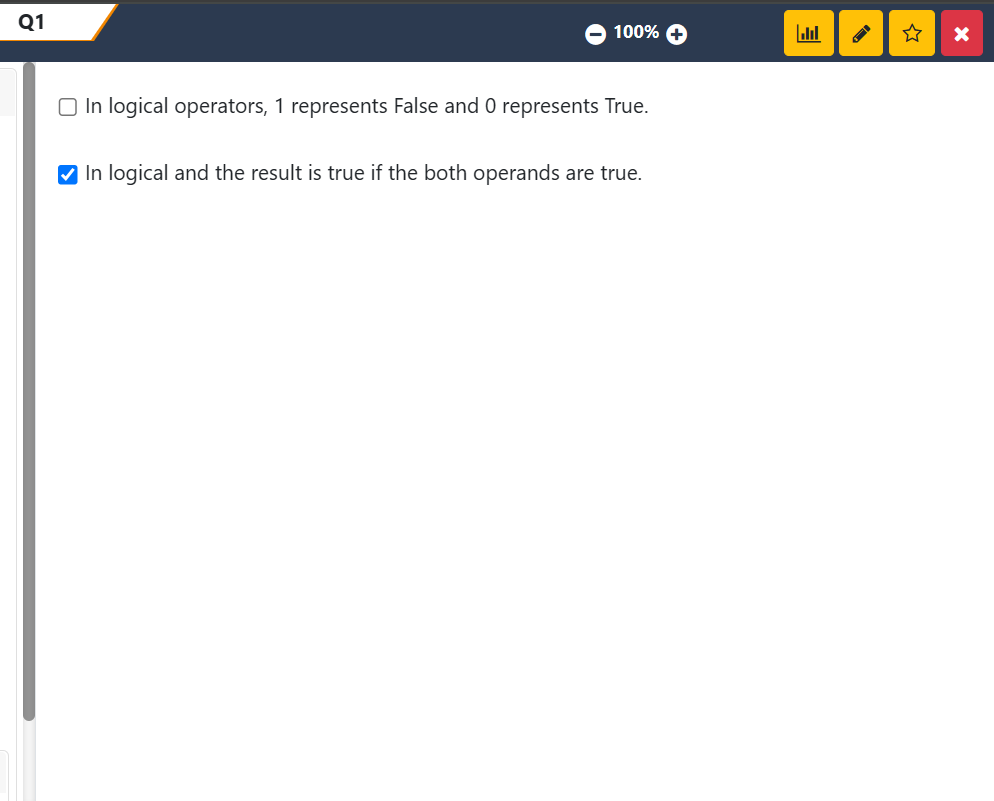 Q1
100%
In logical operators, 1 represents False and 0 represents True.
In logical and the result is true if the both operands are true.